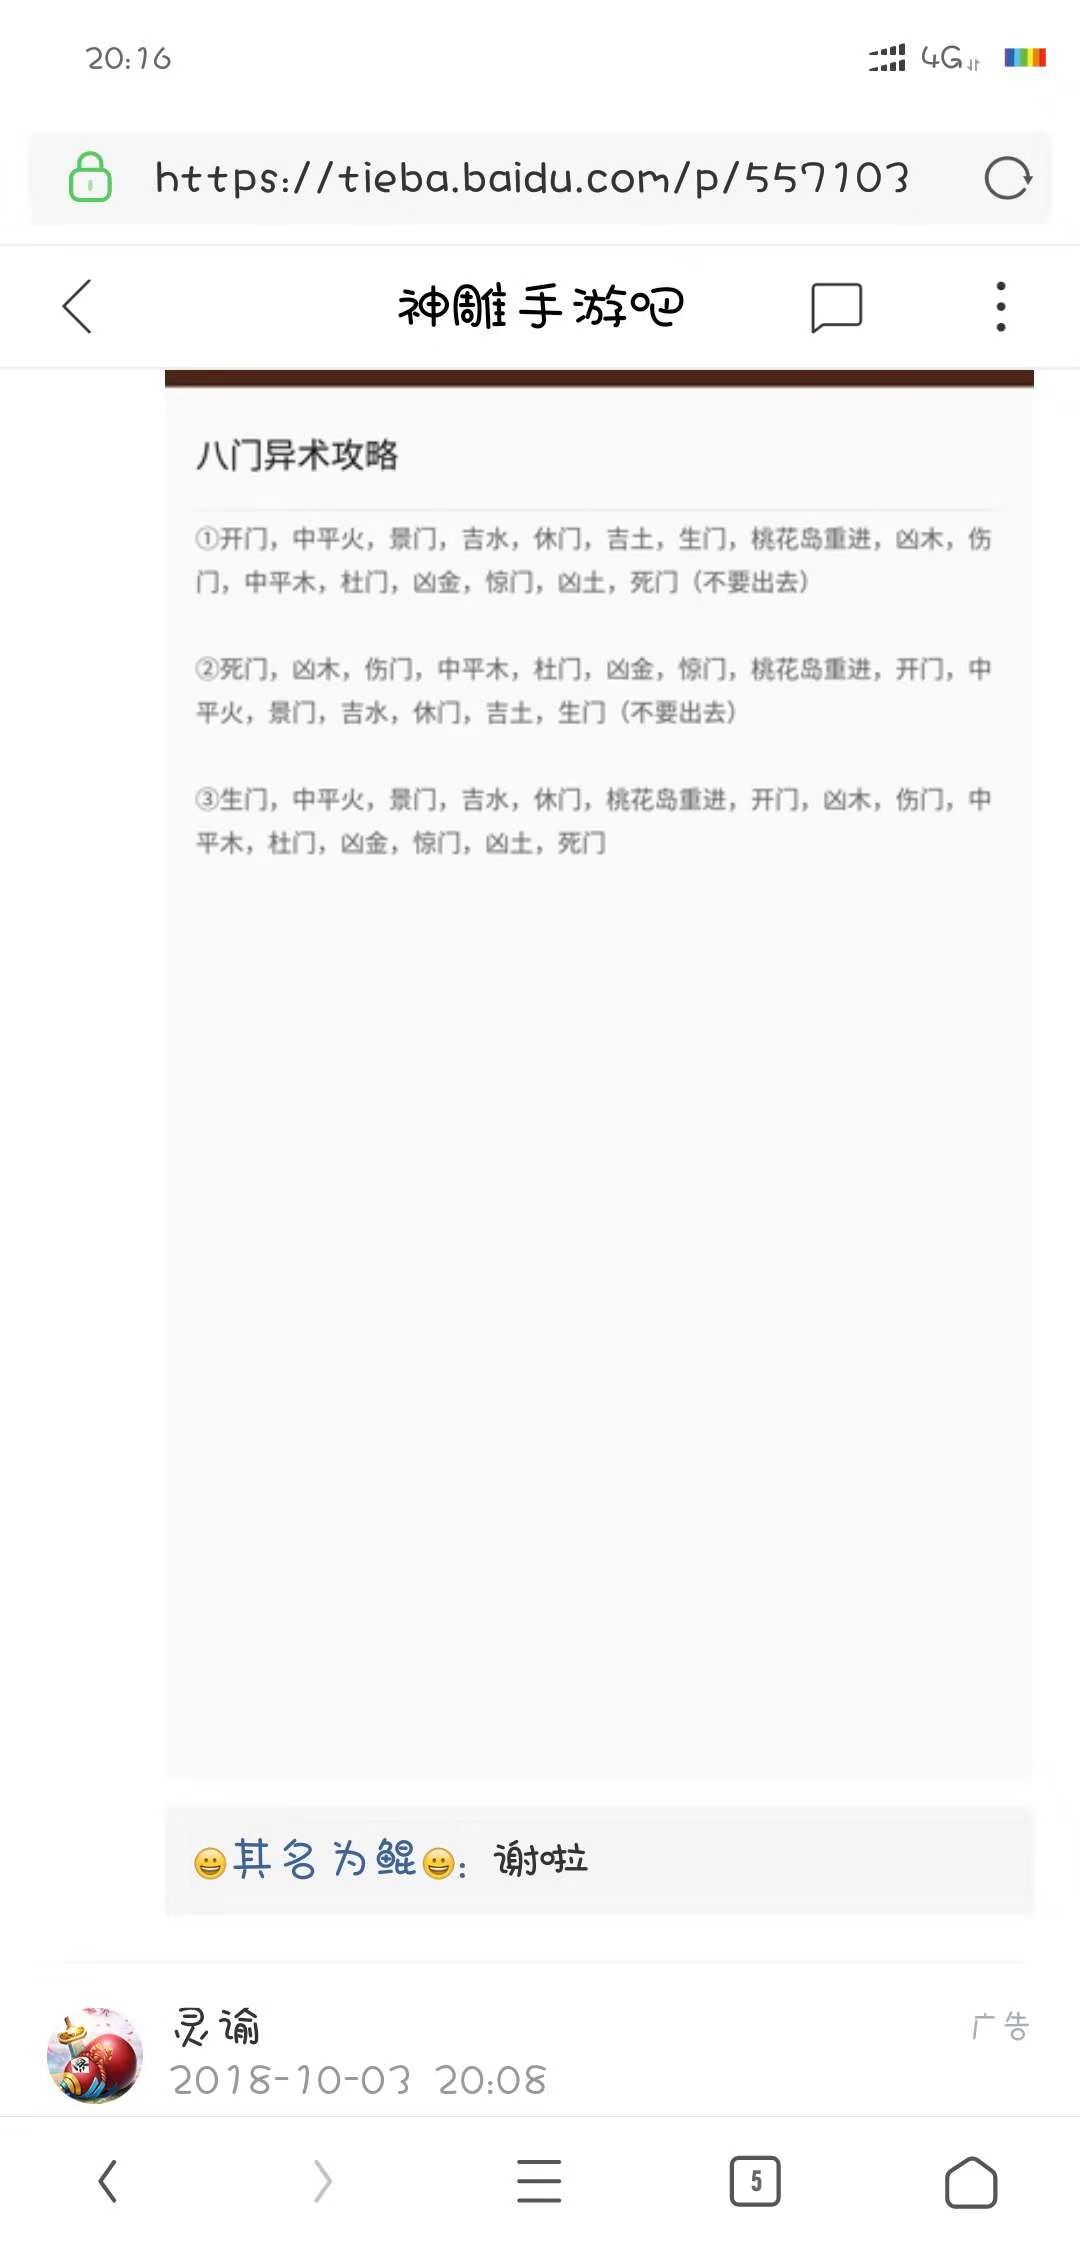 20:16
4G
https://tieba.baidu.com/p/557103
神雕手游吧
八门异术攻略
①开门，中平火，景门，吉水，休门，吉土，生门，桃花岛重进，凶木，伤
门，中平木，杜门，凶金，惊门，凶土，死门（不要出去）
②死门，凶木，伤门，中平木，杜门，凶金，惊门，桃花岛重进，开门，中
平火，景门，吉水，休门，吉土，生门（不要出去）
③生门，中平火，景门，吉水，休门，桃花岛重进，开门，凶木，伤门，中
平木，杜门，凶金，惊门，凶土，死门
😀其名为鲲😀：谢啦
灵谕
广告
2018-10-03 20:08
5